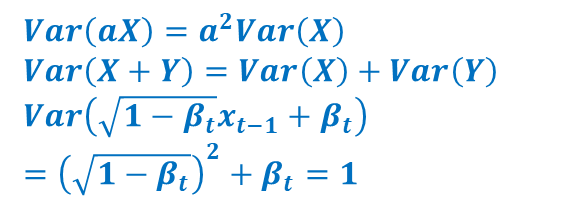 Var(aX) = a²Var(X)
Var(X + Y) = Var(X) + Var(Y)
Var(√(1 − βₜ)xₜ₋₁ + βₜ)
= (√(1 − βₜ))² + βₜ = 1